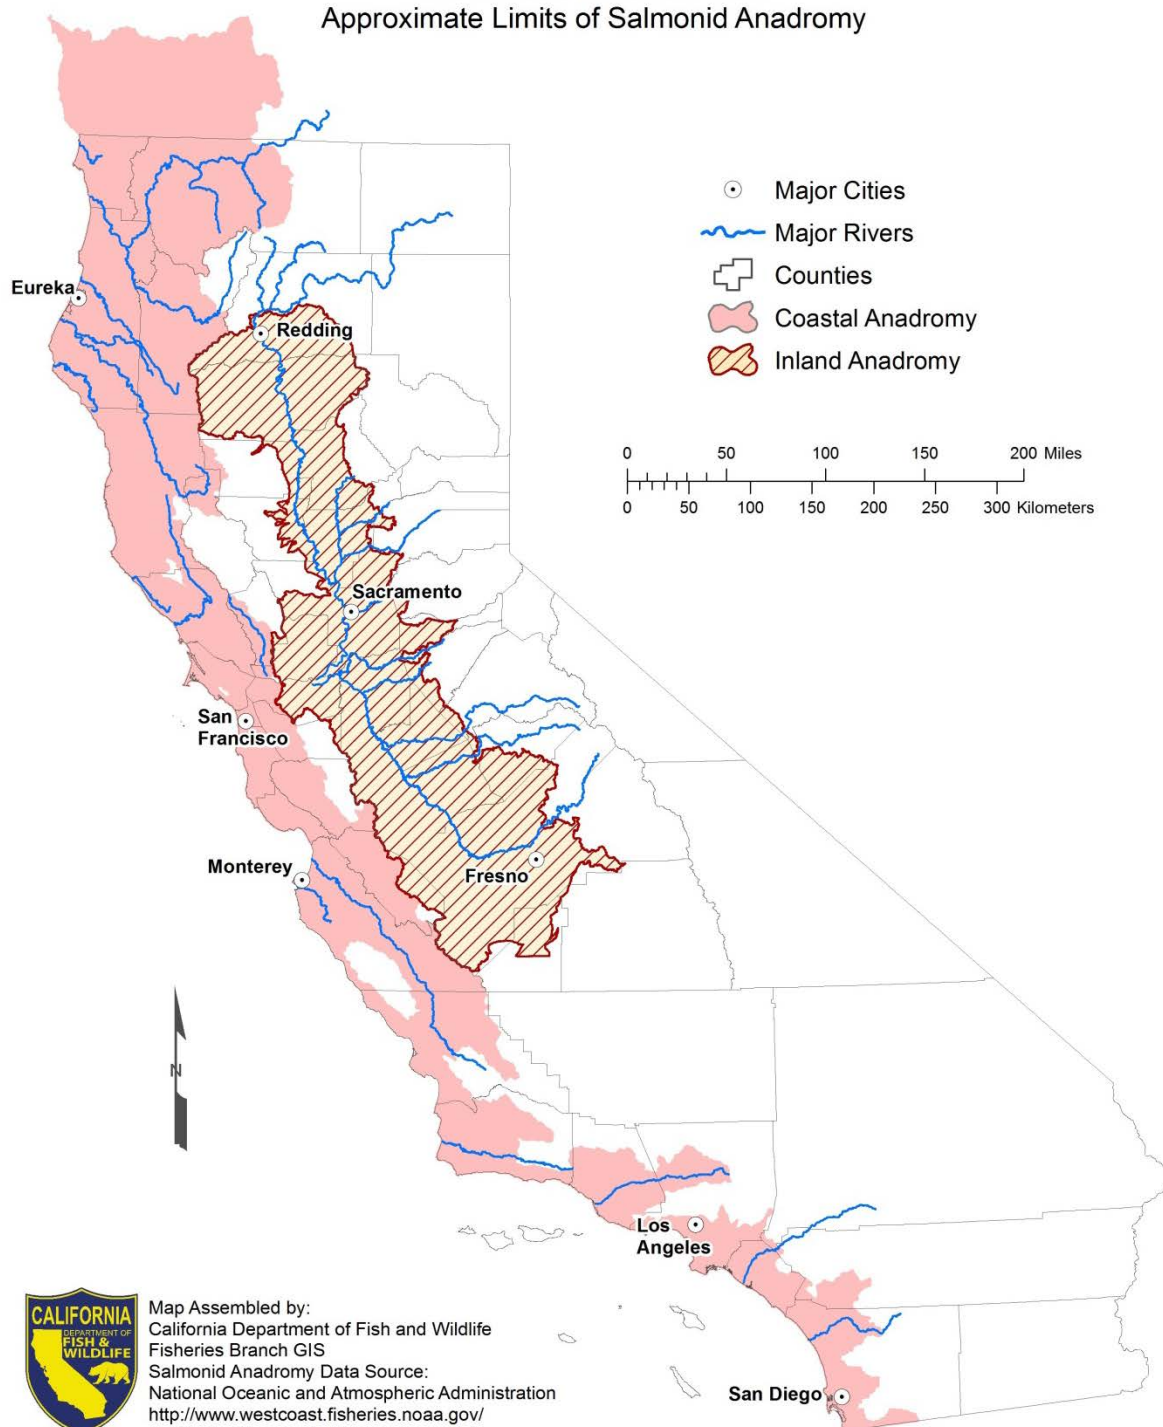 Approximate Limits of Salmonid Anadromy
Major Cities
Major Rivers
Counties
Coastal Anadromy
Inland Anadromy
0 50 100 150 200 Miles
0 50 100 150 200 250 300 Kilometers
Eureka
Redding
Sacramento
San
Francisco
Monterey
Fresno
N
Los
Angeles
San Diego
CALIFORNIA
DEPARTMENT OF
FISH &
WILDLIFE
Map Assembled by:
California Department of Fish and Wildlife
Fisheries Branch GIS
Salmonid Anadromy Data Source:
National Oceanic and Atmospheric Administration
http://www.westcoast.fisheries.noaa.gov/